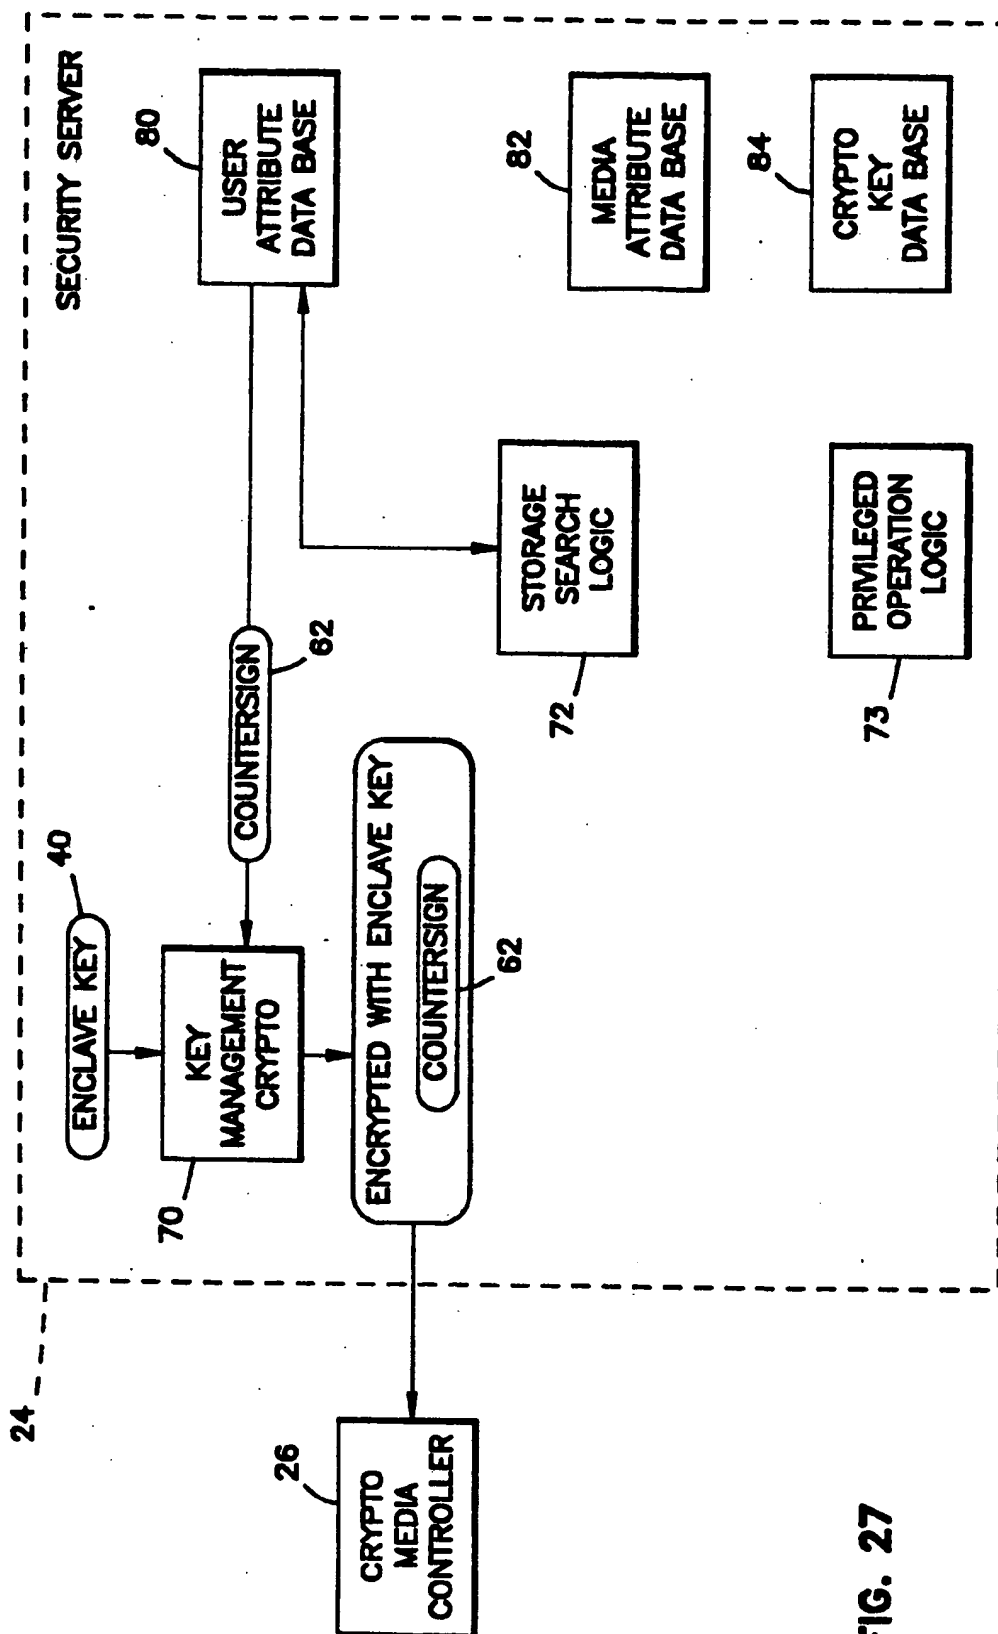 SECURITY SERVER
24
ENCLAVE KEY
40
80
USER
ATTRIBUTE
DATA BASE
COUNTERSIGN
62
KEY
MANAGEMENT
CRYPTO
70
ENCRYPTED WITH ENCLAVE KEY
COUNTERSIGN
62
26
CRYPTO
MEDIA
CONTROLLER
STORAGE
SEARCH
LOGIC
72
82
MEDIA
ATTRIBUTE
DATA BASE
PRIVILEGED
OPERATION
LOGIC
73
84
CRYPTO
KEY
DATA BASE
FIG. 27